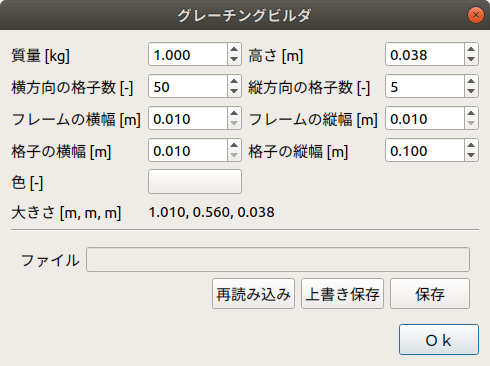 グレーチングビルダ
質量 [kg] 1.000 高さ [m] 0.038
横方向の格子数 [-] 50 縦方向の格子数 [-] 5
フレームの横幅 [m] 0.010 フレームの縦幅 [m] 0.010
格子の横幅 [m] 0.010 格子の縦幅 [m] 0.100
色 [-]
大きさ [m, m, m] 1.010, 0.560, 0.038
ファイル
再読み込み 上書き保存 保存
Ｏｋ